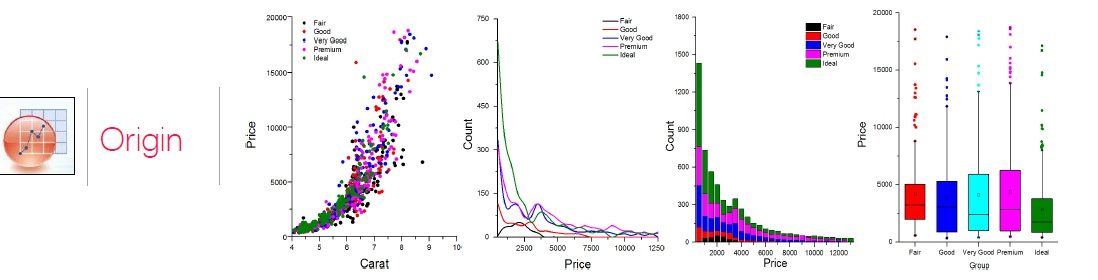 Origin
20000
15000
10000
5000
Price
4 5 6 7 8 9 10
Carat
Fair
Good
Very Good
Premium
Ideal
750
600
450
300
150
0
Count
2500 5000 7500 10000 12500
Price
Fair
Good
Very Good
Premium
Ideal
1800
1500
1200
900
600
300
0
Count
2000 4000 6000 8000 10000 12000
Price
Fair
Good
Very Good
Premium
Ideal
20000
15000
10000
5000
0
Price
Fair Good Very Good Premium Ideal
Group